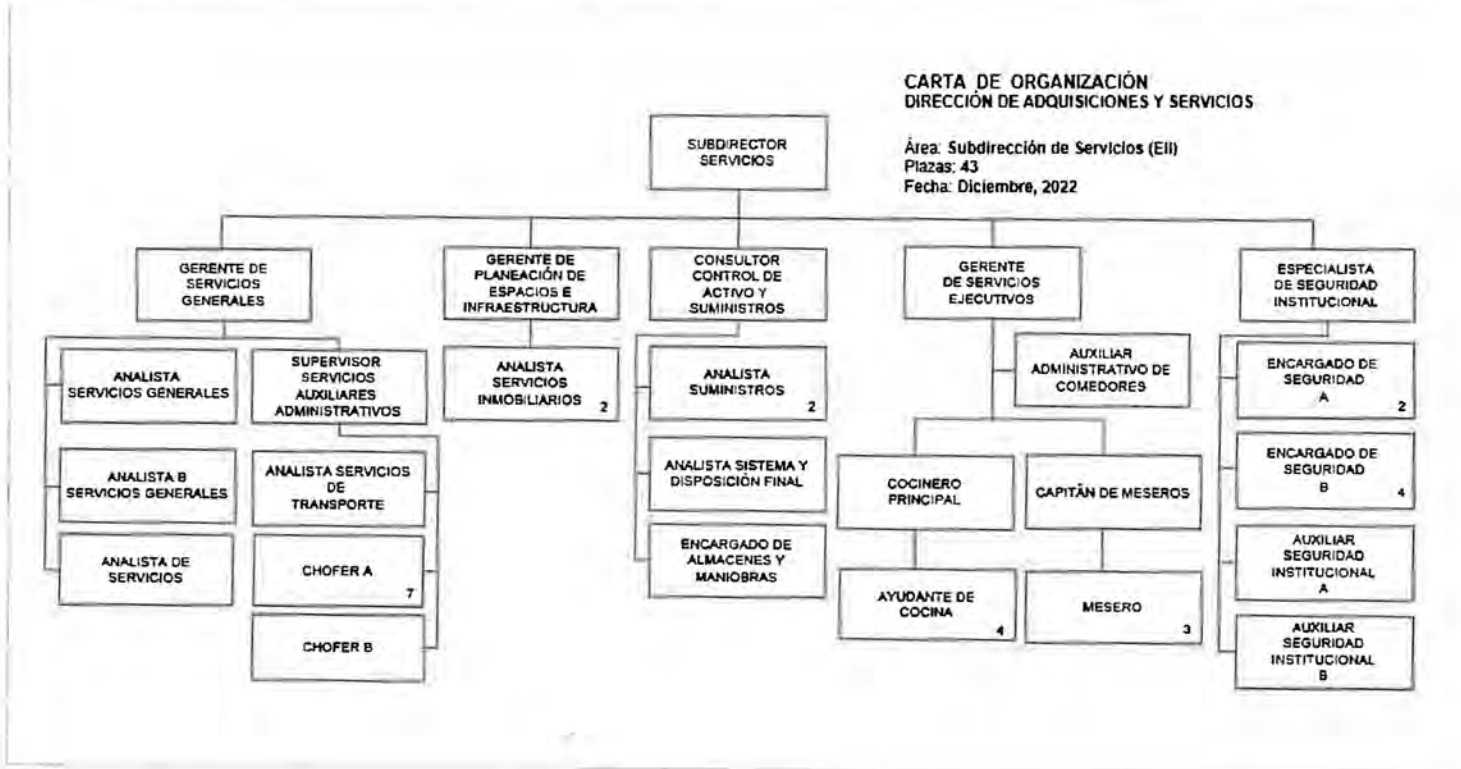 CARTA DE ORGANIZACIÓN
DIRECCIÓN DE ADQUISICIONES Y SERVICIOS
Área: Subdirección de Servicios (EII)
Plazas: 43
Fecha: Diciembre, 2022
SUBDIRECTOR
SERVICIOS
GERENTE DE
SERVICIOS
GENERALES
GERENTE DE
PLANEACIÓN DE
ESPACIOS E
INFRAESTRUCTURA
CONSULTOR
CONTROL DE
ACTIVO Y
SUMINISTROS
GERENTE
DE SERVICIOS
EJECUTIVOS
ESPECIALISTA
DE SEGURIDAD
INSTITUCIONAL
ANALISTA
SERVICIOS GENERALES
SUPERVISOR
SERVICIOS
AUXILIARES
ADMINISTRATIVOS
ANALISTA
SERVICIOS
INMOBILIARIOS
2
ANALISTA
SUMINISTROS
2
AUXILIAR
ADMINISTRATIVO DE
COMEDORES
ENCARGADO DE
SEGURIDAD
A
2
ANALISTA B
SERVICIOS GENERALES
ANALISTA SERVICIOS
DE
TRANSPORTE
ANALISTA SISTEMA Y
DISPOSICIÓN FINAL
COCINERO
PRINCIPAL
CAPITÁN DE MESEROS
ENCARGADO DE
SEGURIDAD
B
4
ANALISTA DE
SERVICIOS
CHOFER A
7
ENCARGADO DE
ALMACENES Y
MANIOBRAS
AYUDANTE DE
COCINA
4
MESERO
3
AUXILIAR
SEGURIDAD
INSTITUCIONAL
A
CHOFER B
AUXILIAR
SEGURIDAD
INSTITUCIONAL
B